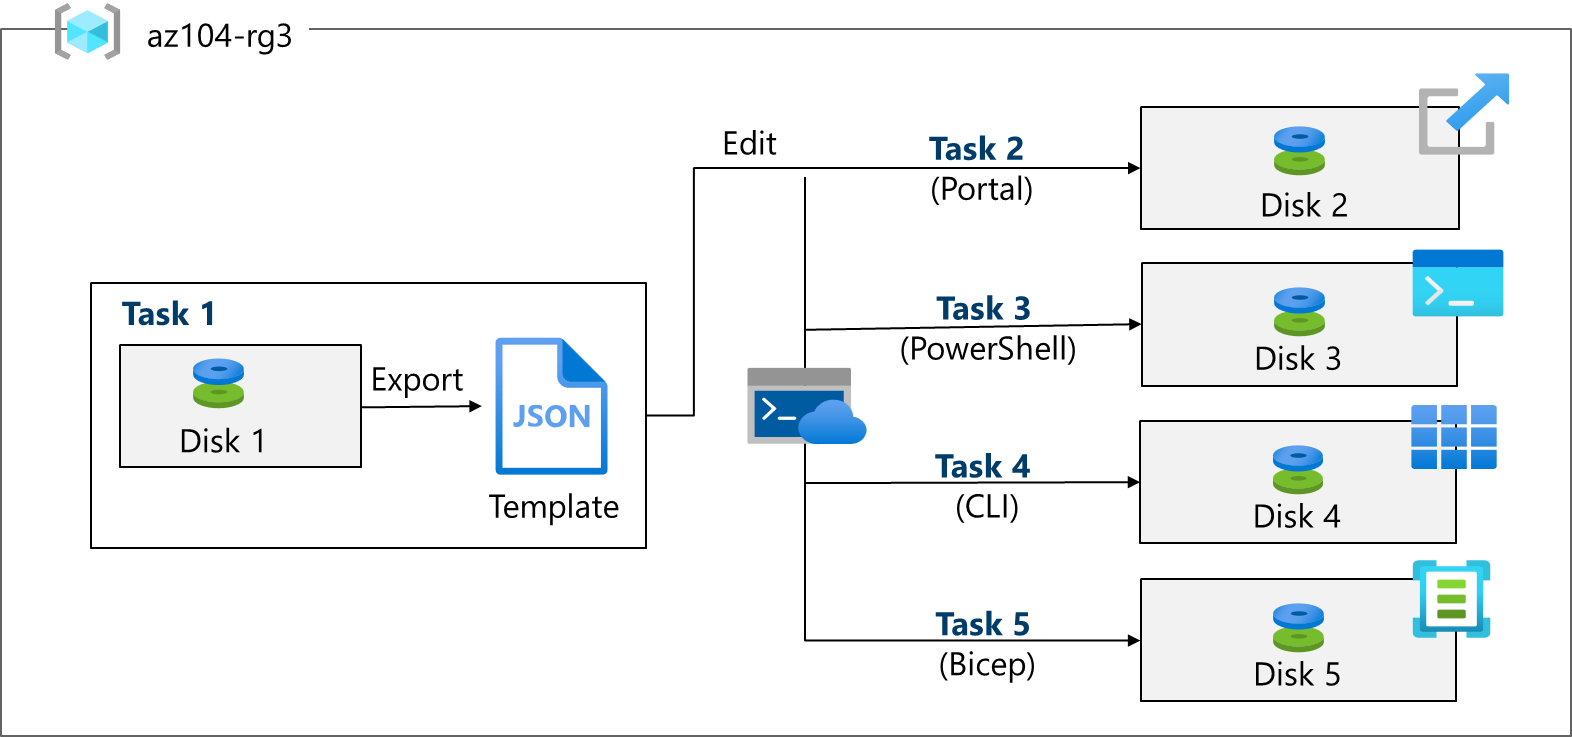 az104-rg3
Task 1
Disk 1
Export
JSON
Template
Edit
Task 2
(Portal)
Disk 2
Task 3
(PowerShell)
Disk 3
Task 4
(CLI)
Disk 4
Task 5
(Bicep)
Disk 5